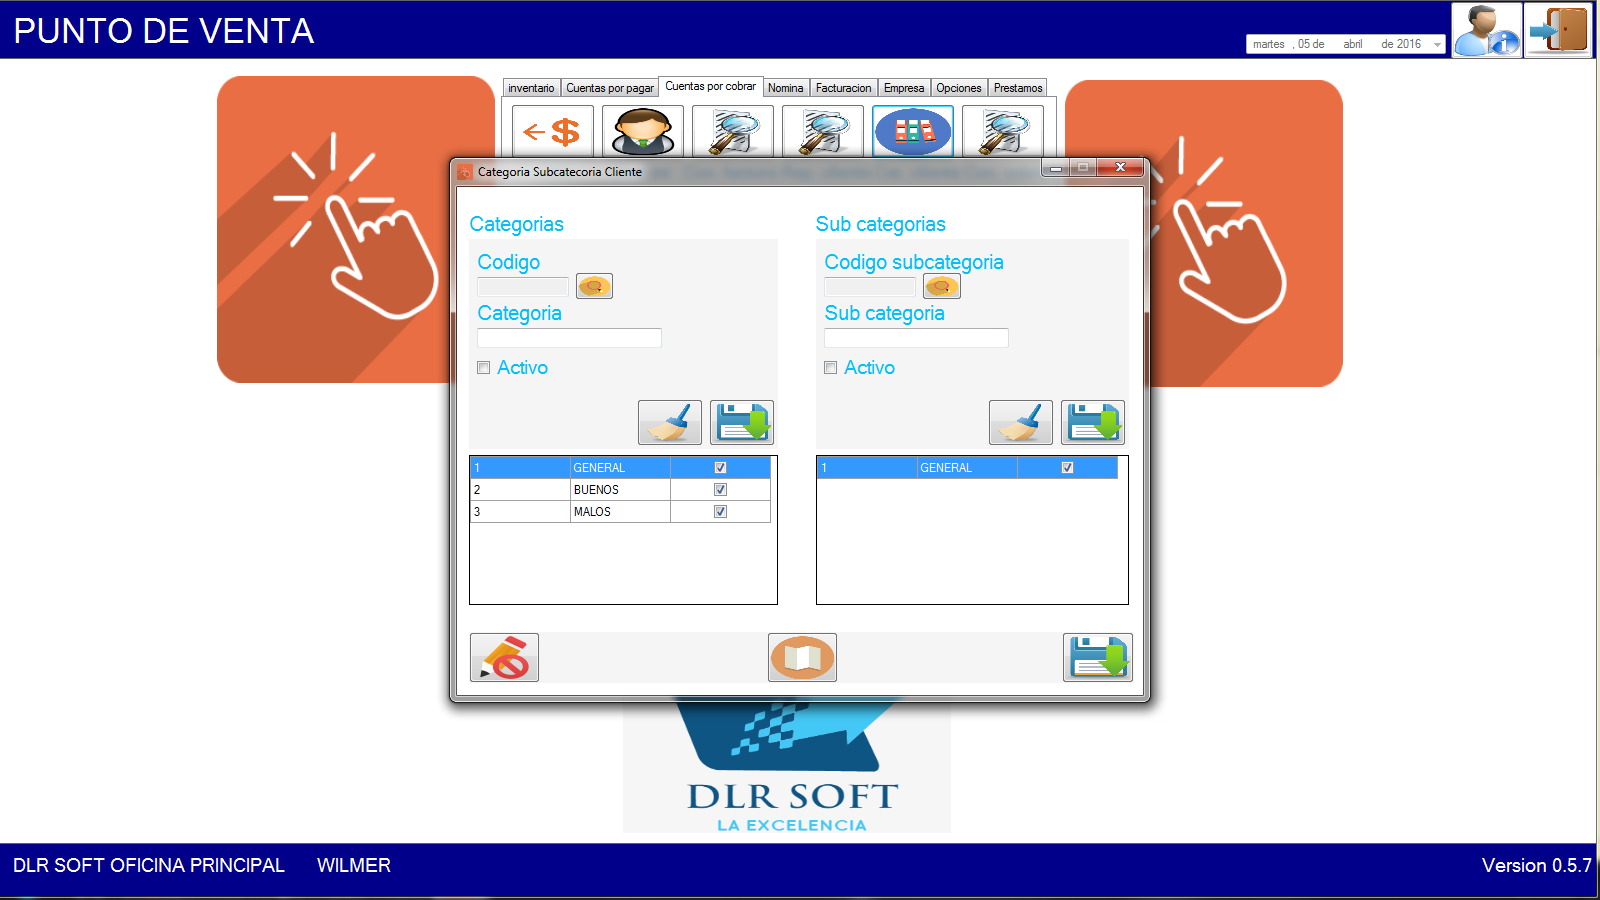 PUNTO DE VENTA
martes , 05 de abril de 2016
inventario Cuentas por pagar Cuentas por cobrar Nomina Facturacion Empresa Opciones Prestamos
Categoria Subcatecoria Cliente
Categorias
Codigo
Categoria
Activo
1 GENERAL
2 BUENOS
3 MALOS
Sub categorias
Codigo subcategoria
Sub categoria
Activo
1 GENERAL
DLR SOFT
LA EXCELENCIA
DLR SOFT OFICINA PRINCIPAL WILMER
Version 0.5.7